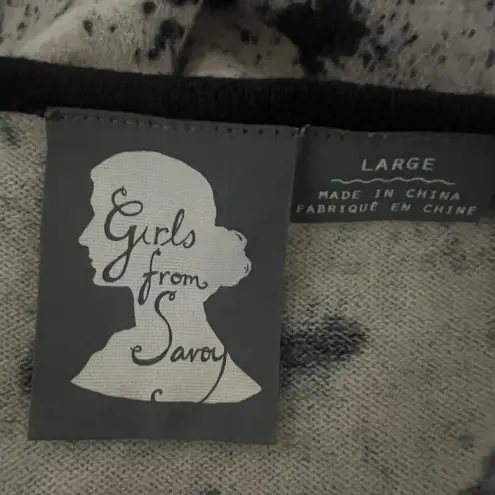 Girls
from
Savoy
LARGE
MADE IN CHINA
FABRIQUÉ EN CHINE